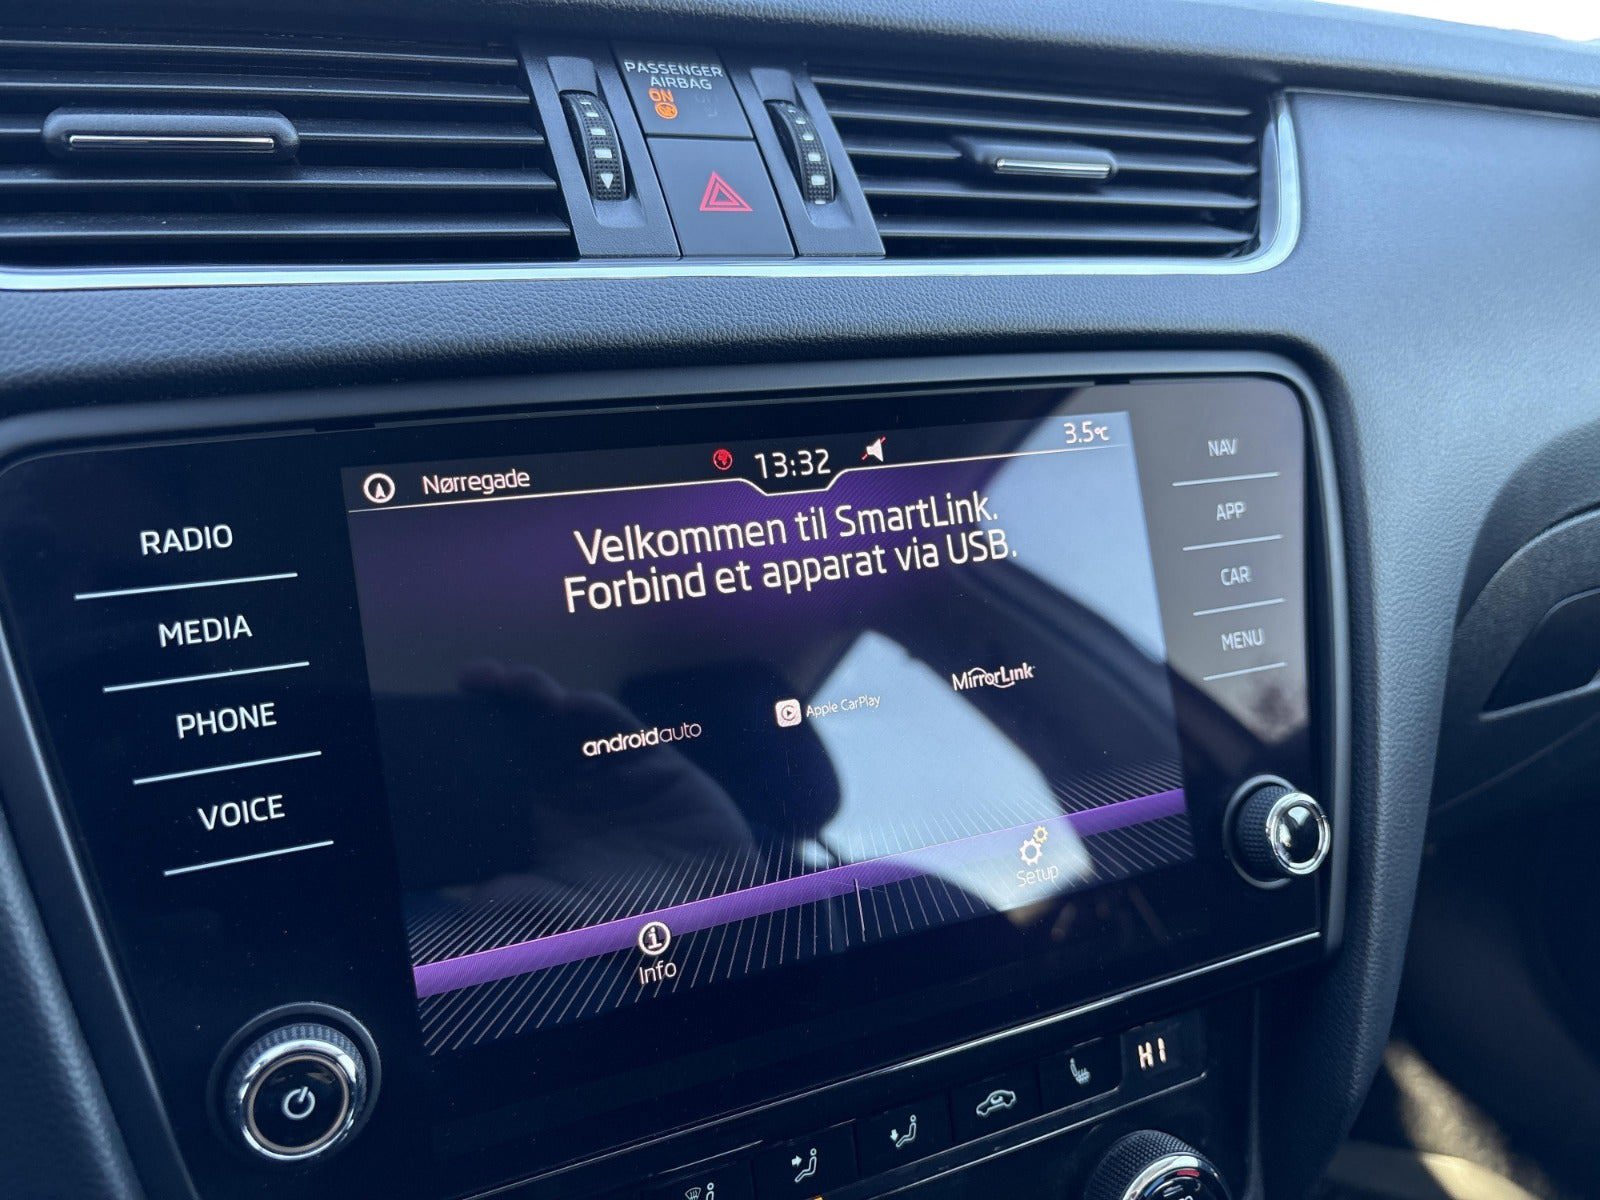 PASSENGER
AIRBAG
ON
Nørregade
13:32
3.5°C
Velkommen til SmartLink.
Forbind et apparat via USB.
androidauto
Apple CarPlay
MirrorLink
Info
Setup
RADIO
MEDIA
PHONE
VOICE
NAV
APP
CAR
MENU
HI